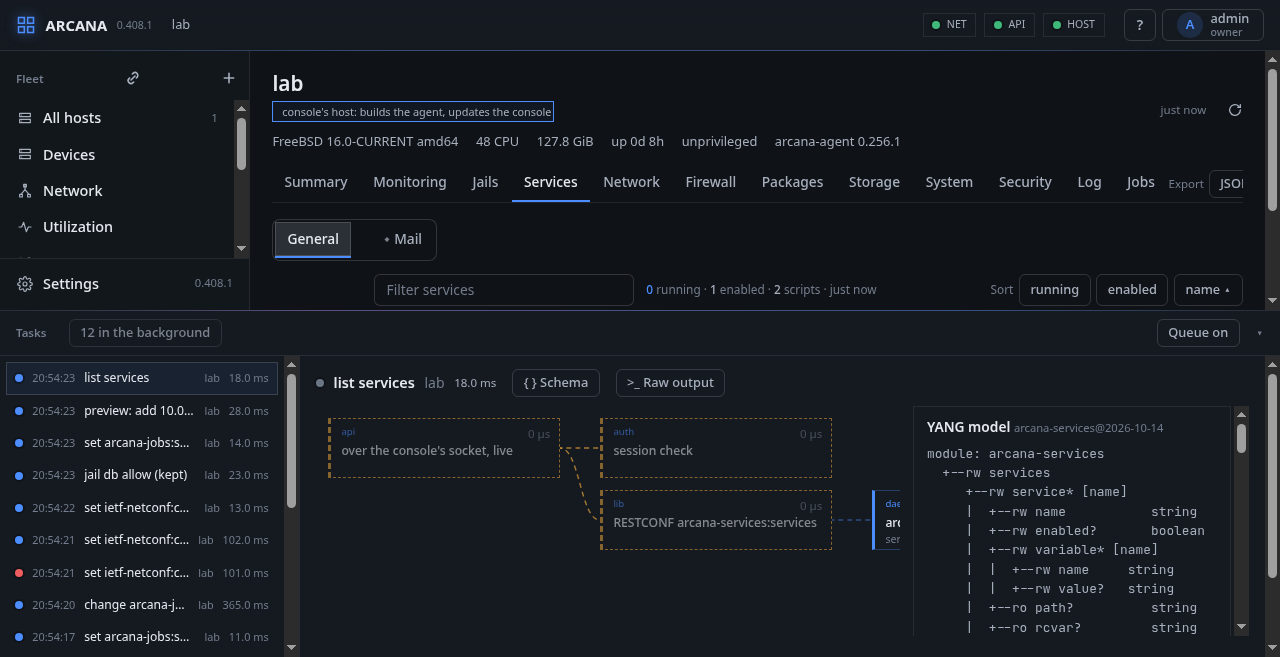 ARCANA 0.408.1 lab
NET API HOST ? A admin
owner
Fleet
All hosts 1
Devices
Network
Utilization
Settings 0.408.1
lab
console's host: builds the agent, updates the console
just now
FreeBSD 16.0-CURRENT amd64 48 CPU 127.8 GiB up 0d 8h unprivileged arcana-agent 0.256.1
Summary Monitoring Jails Services Network Firewall Packages Storage System Security Log Jobs Export
General Mail
Filter services 0 running · 1 enabled · 2 scripts · just now Sort running enabled name
Tasks 12 in the background Queue on
20:54:23 list services lab 18.0 ms
20:54:23 preview: add 10.0... lab 28.0 ms
20:54:23 set arcana-jobs:s... lab 14.0 ms
20:54:23 jail db allow (kept) lab 23.0 ms
20:54:22 set ietf-netconf:c... lab 13.0 ms
20:54:21 set ietf-netconf:c... lab 102.0 ms
20:54:21 set ietf-netconf:c... lab 101.0 ms
20:54:20 change arcana-j... lab 365.0 ms
20:54:17 set arcana-jobs:s... lab 11.0 ms
list services lab 18.0 ms { } Schema >_ Raw output
api 0 µs
over the console's socket, live
auth 0 µs
session check
lib 0 µs
RESTCONF arcana-services:services
YANG model arcana-services@2026-10-14
module: arcana-services
+--rw services
+--rw service* [name]
| +--rw name string
| +--rw enabled? boolean
| +--rw variable* [name]
| | +--rw name string
| | +--rw value? string
| +--ro path? string
| +--ro rcvar? string